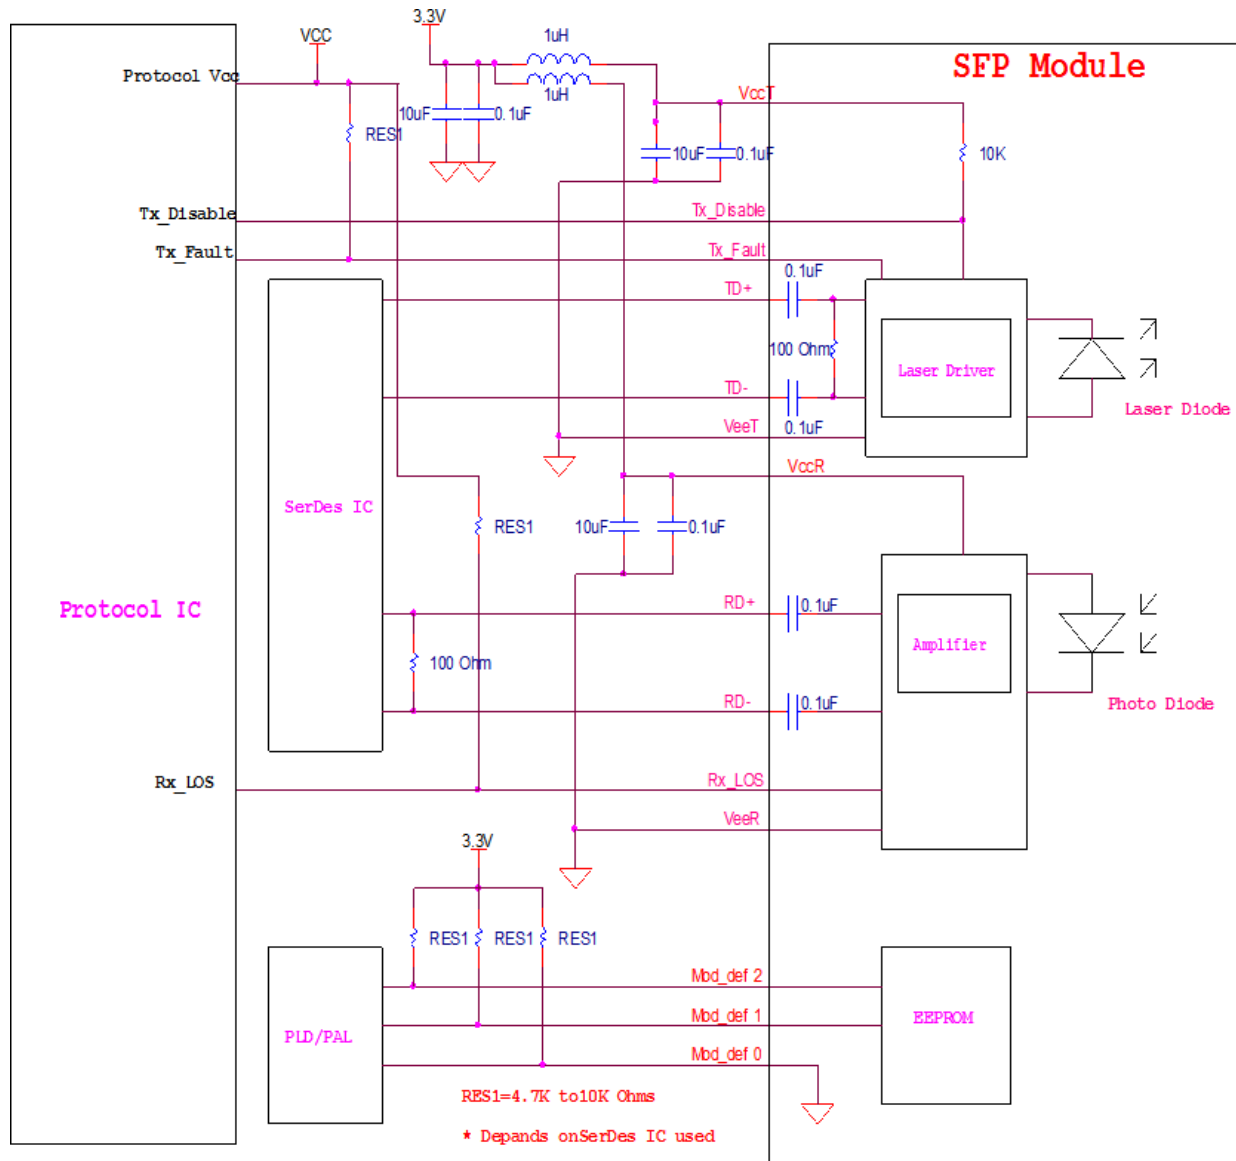 3.3V
VCC
1uH
SFP Module
Protocol Vcc
1uH
VccT
10uF
0.1uF
RES1
10uF
0.1uF
10K
Tx_Disable
Tx_Disable
Tx_Fault
Tx_Fault
0.1uF
TD+
100 Ohm
Laser Driver
TD-
Laser Diode
VeeT
0.1uF
VccR
SerDes IC
RES1
10uF
0.1uF
Protocol IC
RD+
0.1uF
Amplifier
100 Ohm
RD-
0.1uF
Photo Diode
Rx_LOS
Rx_LOS
VeeR
3.3V
RES1
RES1
RES1
Mod_def 2
Mod_def 1
EEPROM
PLD/PAL
Mod_def 0
RES1=4.7K to10K Ohms
* Depands onSerDes IC used